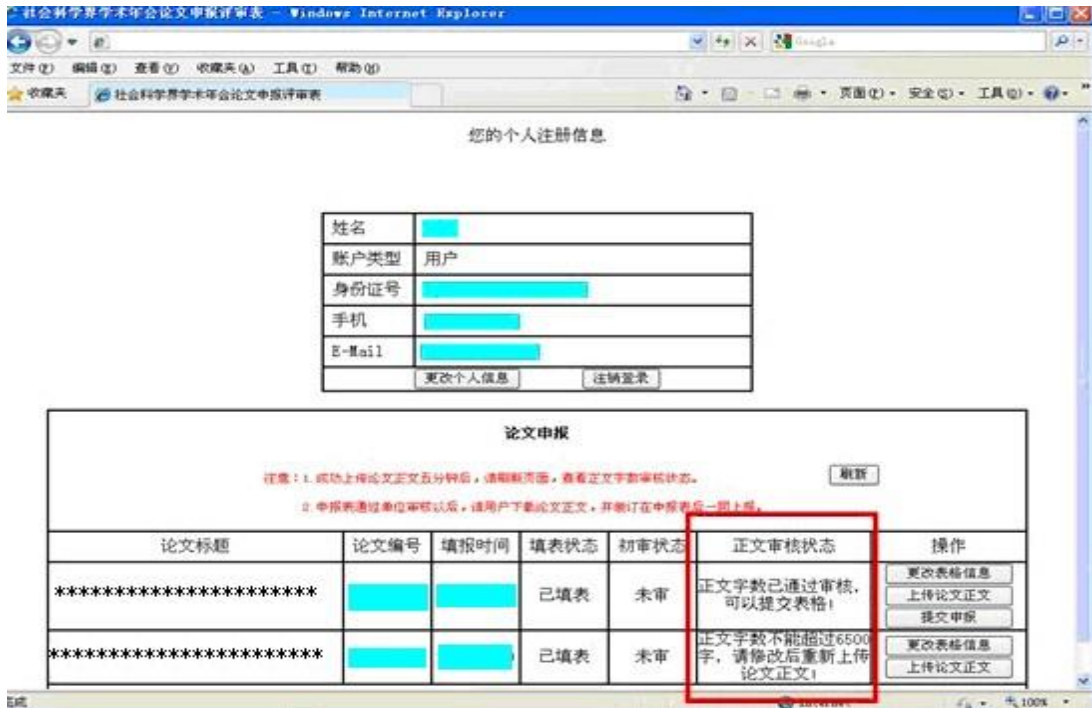 社会科学界学术年会论文申报评审表 - Windows Internet Explorer
Google
文件(F) 编辑(E) 查看(V) 收藏夹(A) 工具(T) 帮助(H)
收藏夹 社会科学界学术年会论文申报评审表 页面(P) 安全(S) 工具(O)
您的个人注册信息
姓名
账户类型 用户
身份证号
手机
E-Mail
更改个人信息 注销登录
论文申报
注意:1.成功上传论文正文五分钟后,请刷新页面,查看正文字数审核状态。 刷新
2.申报表通过单位审核以后,请用户下载论文正文,并装订在申报表后一同上报。
论文标题 论文编号 填报时间 填表状态 初审状态 正文审核状态 操作
********************** 已填表 未审 正文字数已通过审核,
可以提交表格!
更改表格信息
上传论文正文
提交申报
*********************** 已填表 未审 正文字数不能超过6500
字,请修改后重新上传
论文正文!
更改表格信息
上传论文正文
完成 Internet 100%